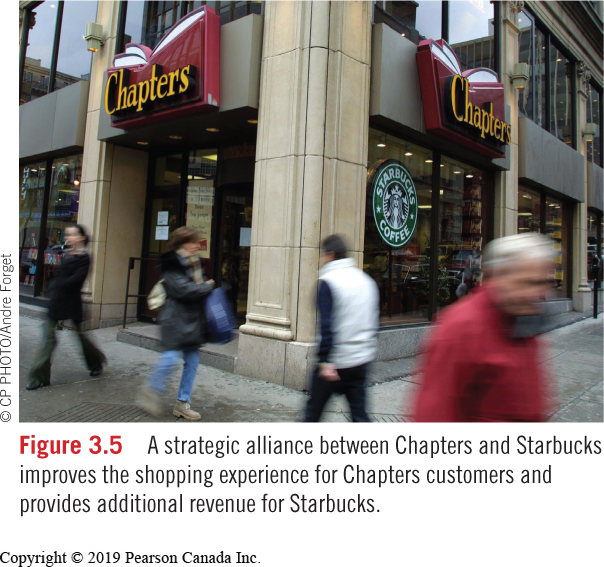 Chapters
Chapters
STARBUCKS
COFFEE
© CP PHOTO/Andre Forget
Figure 3.5 A strategic alliance between Chapters and Starbucks
improves the shopping experience for Chapters customers and
provides additional revenue for Starbucks.
Copyright © 2019 Pearson Canada Inc.